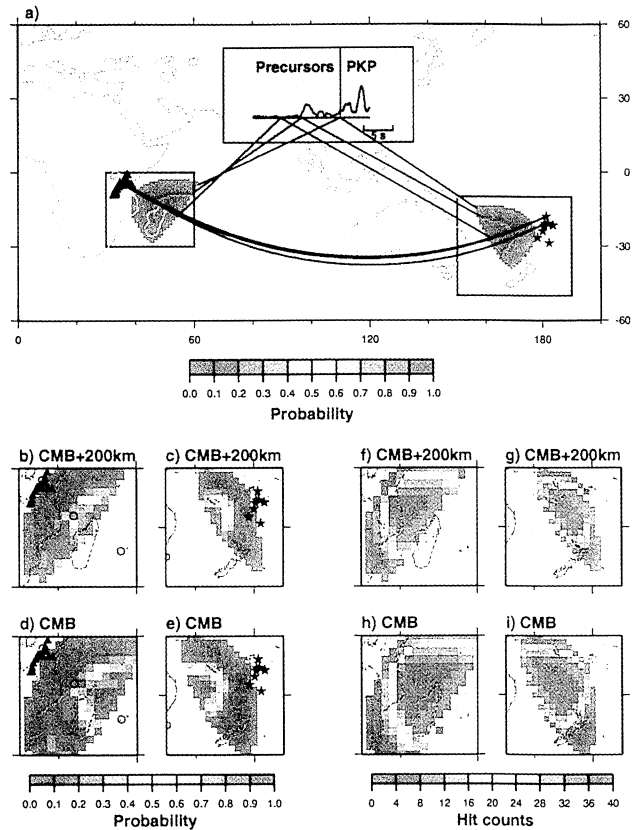 a)
60
Precursors PKP
30
5 s
0
-30
-60
0 60 120 180
0.0 0.1 0.2 0.3 0.4 0.5 0.6 0.7 0.8 0.9 1.0
Probability
b) CMB+200km c) CMB+200km f) CMB+200km g) CMB+200km
d) CMB e) CMB h) CMB i) CMB
0.0 0.1 0.2 0.3 0.4 0.5 0.6 0.7 0.8 0.9 1.0
Probability
0 4 8 12 16 20 24 28 32 36 40
Hit counts